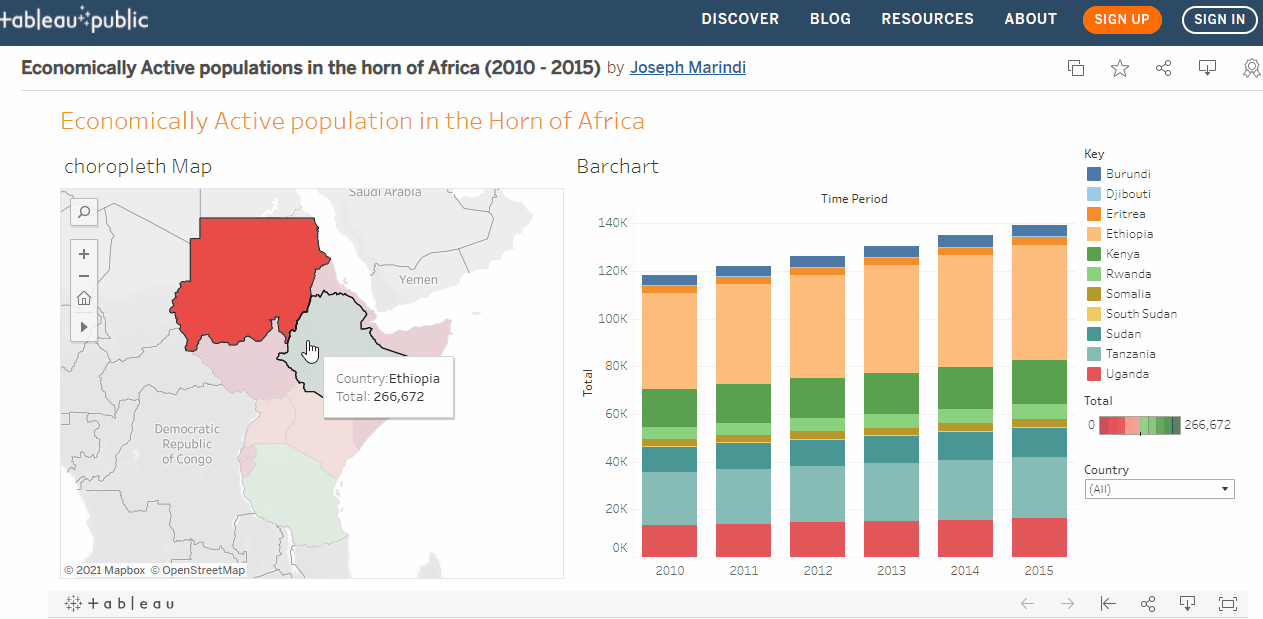 +ableau public
DISCOVER BLOG RESOURCES ABOUT SIGN UP SIGN IN
Economically Active populations in the horn of Africa (2010 - 2015) by Joseph Marindi
Economically Active population in the Horn of Africa
choropleth Map
Saudi Arabia
Yemen
Country:Ethiopia
Total: 266,672
Democratic
Republic
of Congo
© 2021 Mapbox © OpenStreetMap
Barchart
Time Period
Total
140K
120K
100K
80K
60K
40K
20K
0K
2010 2011 2012 2013 2014 2015
Key
Burundi
Djibouti
Eritrea
Ethiopia
Kenya
Rwanda
Somalia
South Sudan
Sudan
Tanzania
Uganda
Total
0 266,672
Country
(All)
+ableau